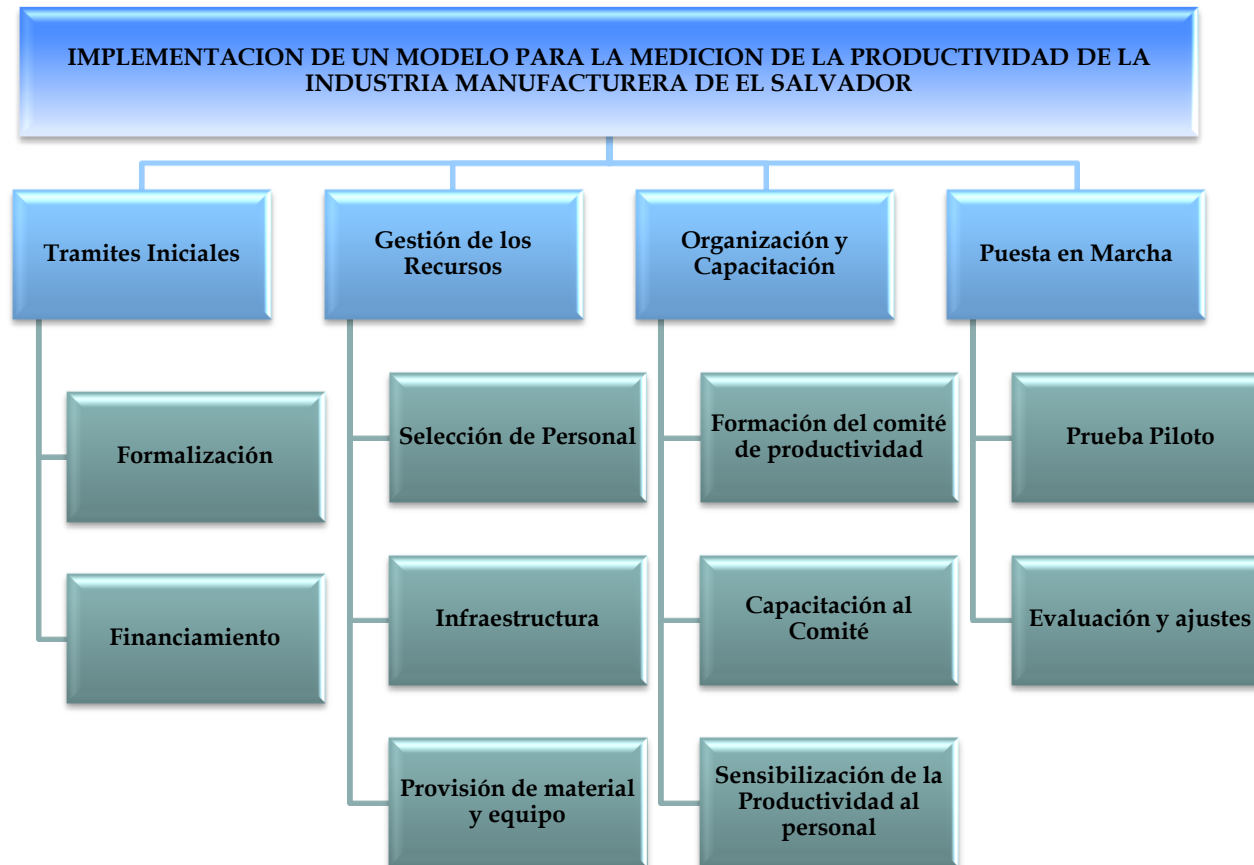 IMPLEMENTACION DE UN MODELO PARA LA MEDICION DE LA PRODUCTIVIDAD DE LA
INDUSTRIA MANUFACTURERA DE EL SALVADOR
Tramites Iniciales
Formalización
Financiamiento
Gestión de los
Recursos
Selección de Personal
Infraestructura
Provisión de material
y equipo
Organización y
Capacitación
Formación del comité
de productividad
Capacitación al
Comité
Sensibilización de la
Productividad al
personal
Puesta en Marcha
Prueba Piloto
Evaluación y ajustes